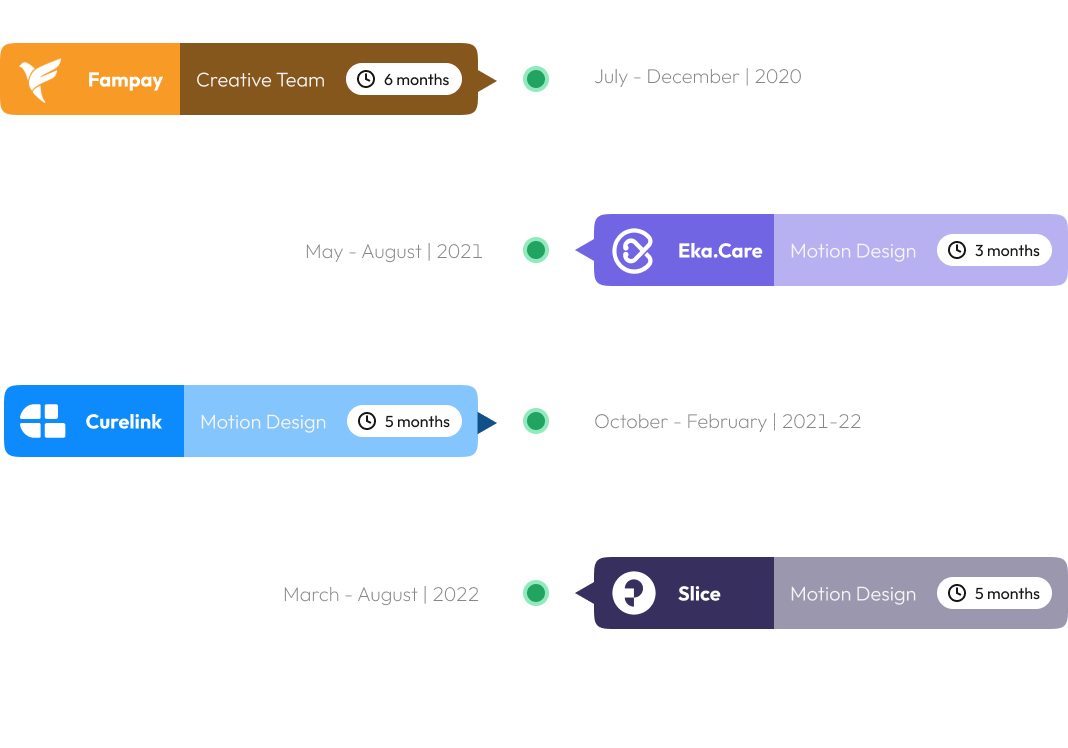 Fampay Creative Team 6 months July - December | 2020
May - August | 2021 Eka.Care Motion Design 3 months
Curelink Motion Design 5 months October - February | 2021-22
March - August | 2022 Slice Motion Design 5 months